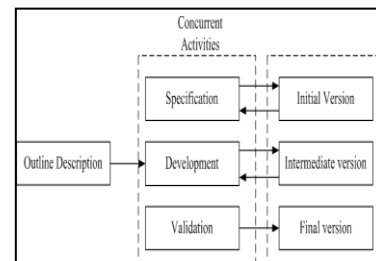 Concurrent
Activities
Specification
Initial Version
Outline Description
Development
Intermediate version
Validation
Final version